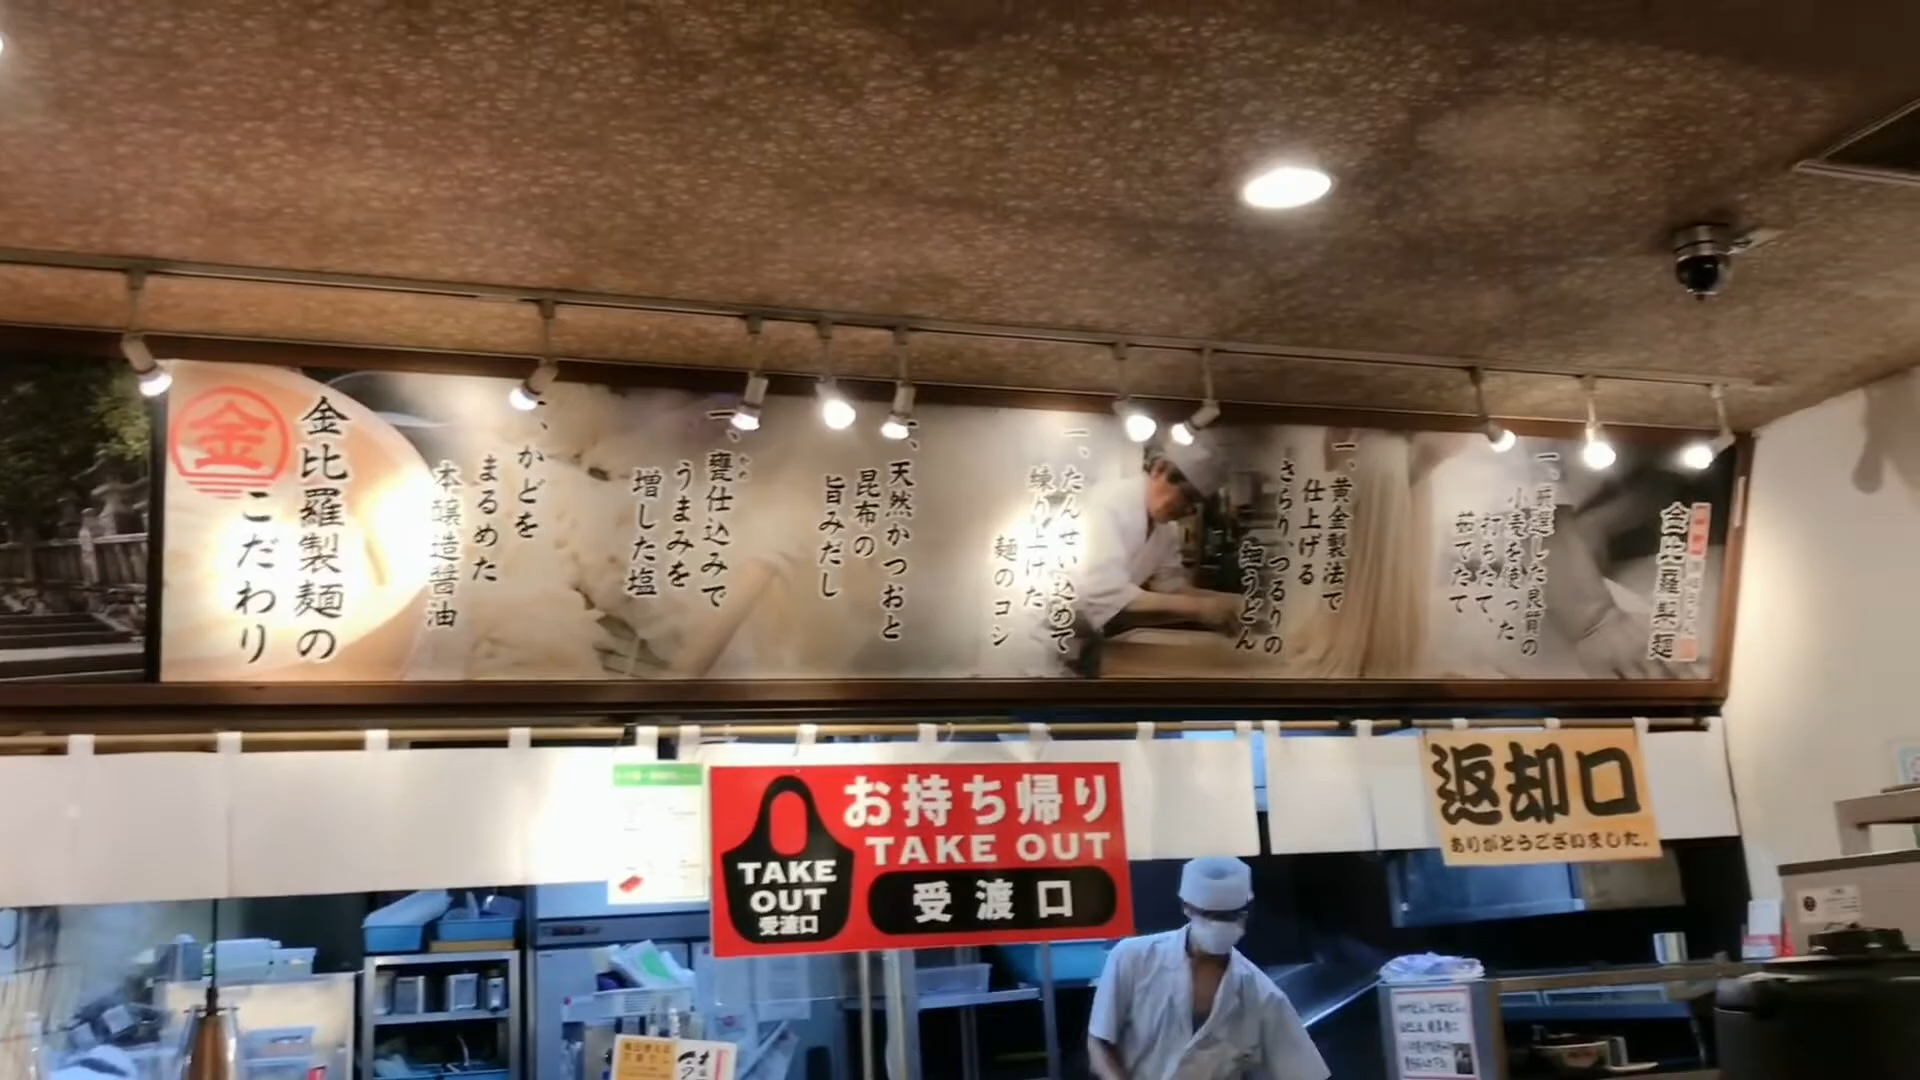 金比羅製麺
一、厳選した良質の
小麦を使った
打ちたて、
茹でたて
一、黄金製法で
仕上げる
さらり、つるりの
細うどん
一、たんせい込めて
練り上げた
麺のコシ
一、天然かつおと
昆布の
旨みだし
一、甕仕込みで
かめ
うまみを
増した塩
一、かどを
まるめた
本醸造醤油
金比羅製麺の
こだわり
金
お持ち帰り
TAKE OUT
受渡口
TAKE
OUT
受渡口
返却口
ありがとうございました。